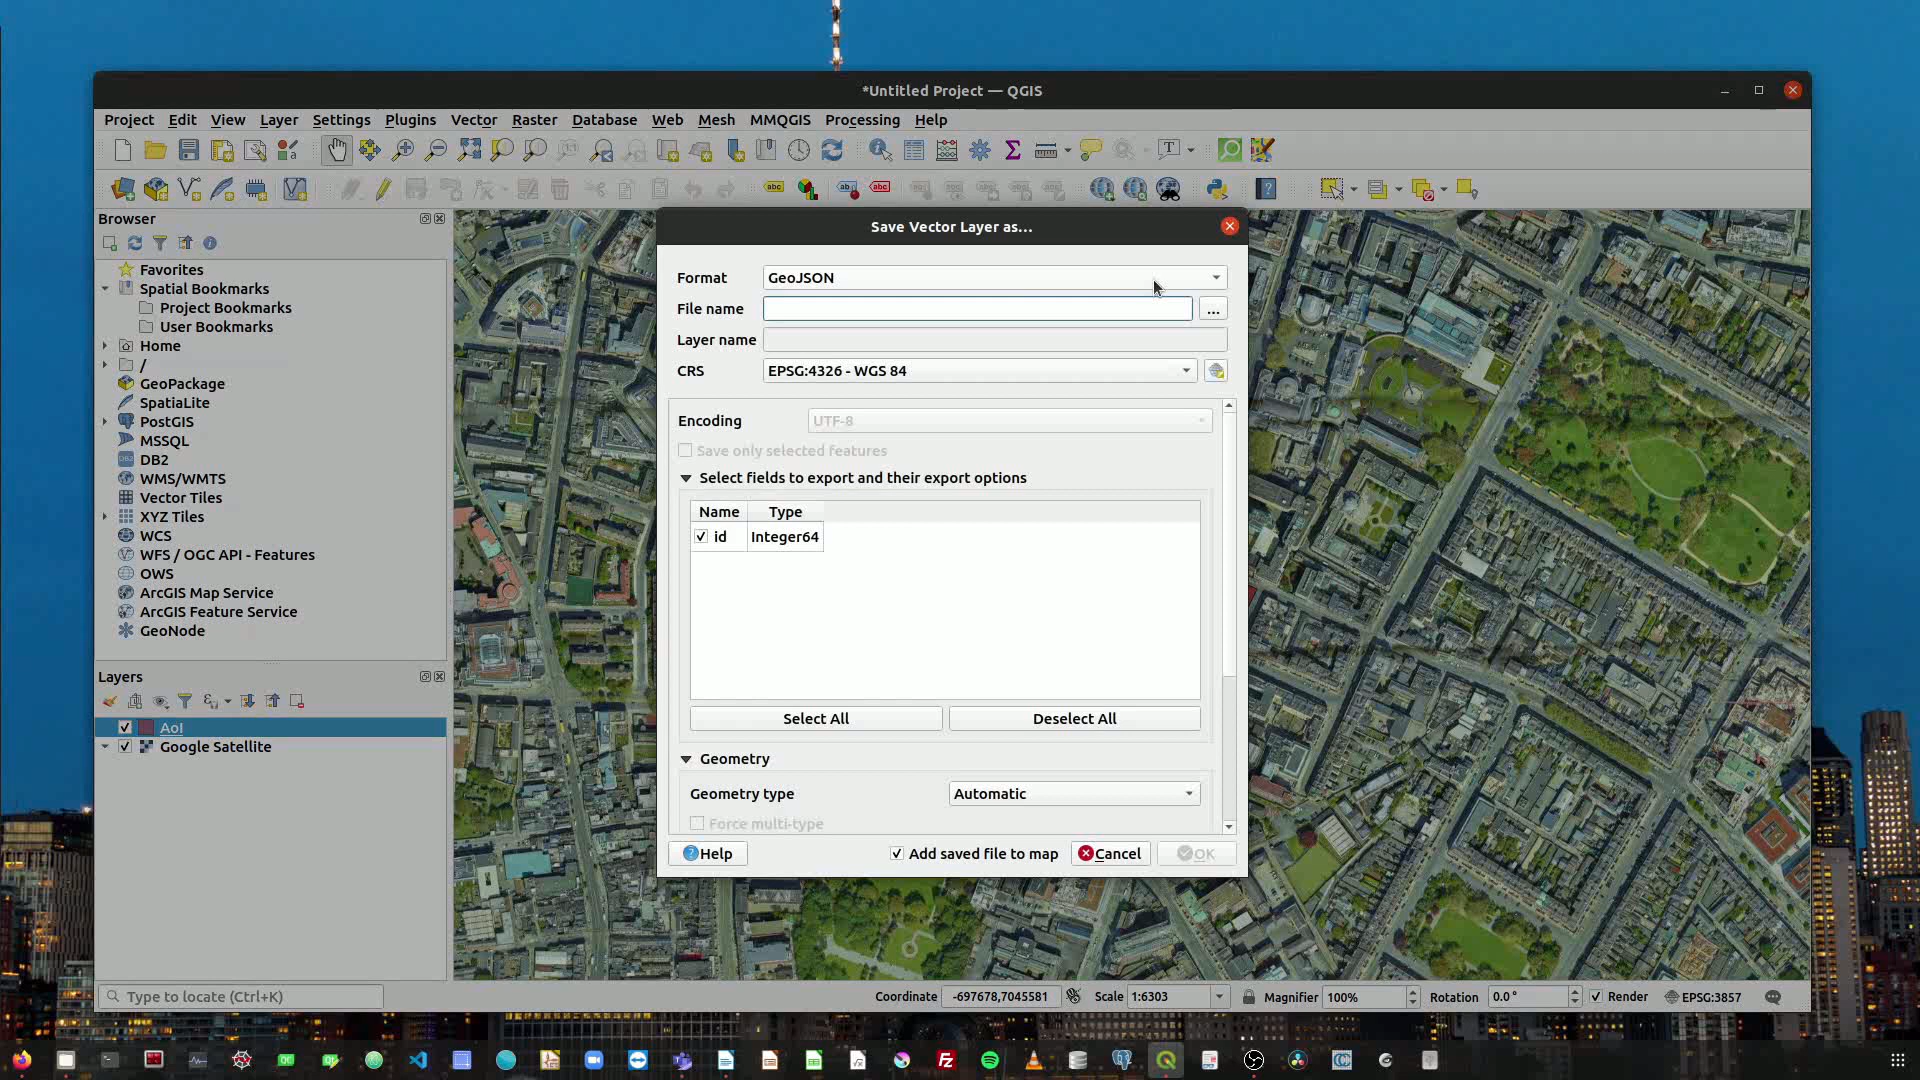 *Untitled Project — QGIS
Project Edit View Layer Settings Plugins Vector Raster Database Web Mesh MMQGIS Processing Help
Browser
Favorites
Spatial Bookmarks
Project Bookmarks
User Bookmarks
Home
/
GeoPackage
SpatiaLite
PostGIS
MSSQL
DB2
WMS/WMTS
Vector Tiles
XYZ Tiles
WCS
WFS / OGC API - Features
OWS
ArcGIS Map Service
ArcGIS Feature Service
GeoNode
Layers
AoI
Google Satellite
Save Vector Layer as…
Format GeoJSON
File name ...
Layer name
CRS EPSG:4326 - WGS 84
Encoding UTF-8
Save only selected features
Select fields to export and their export options
Name Type
id Integer64
Select All Deselect All
Geometry
Geometry type Automatic
Force multi-type
Help Add saved file to map Cancel OK
Type to locate (Ctrl+K) Coordinate -697678,7045581 Scale 1:6303 Magnifier 100% Rotation 0.0 ° Render EPSG:3857